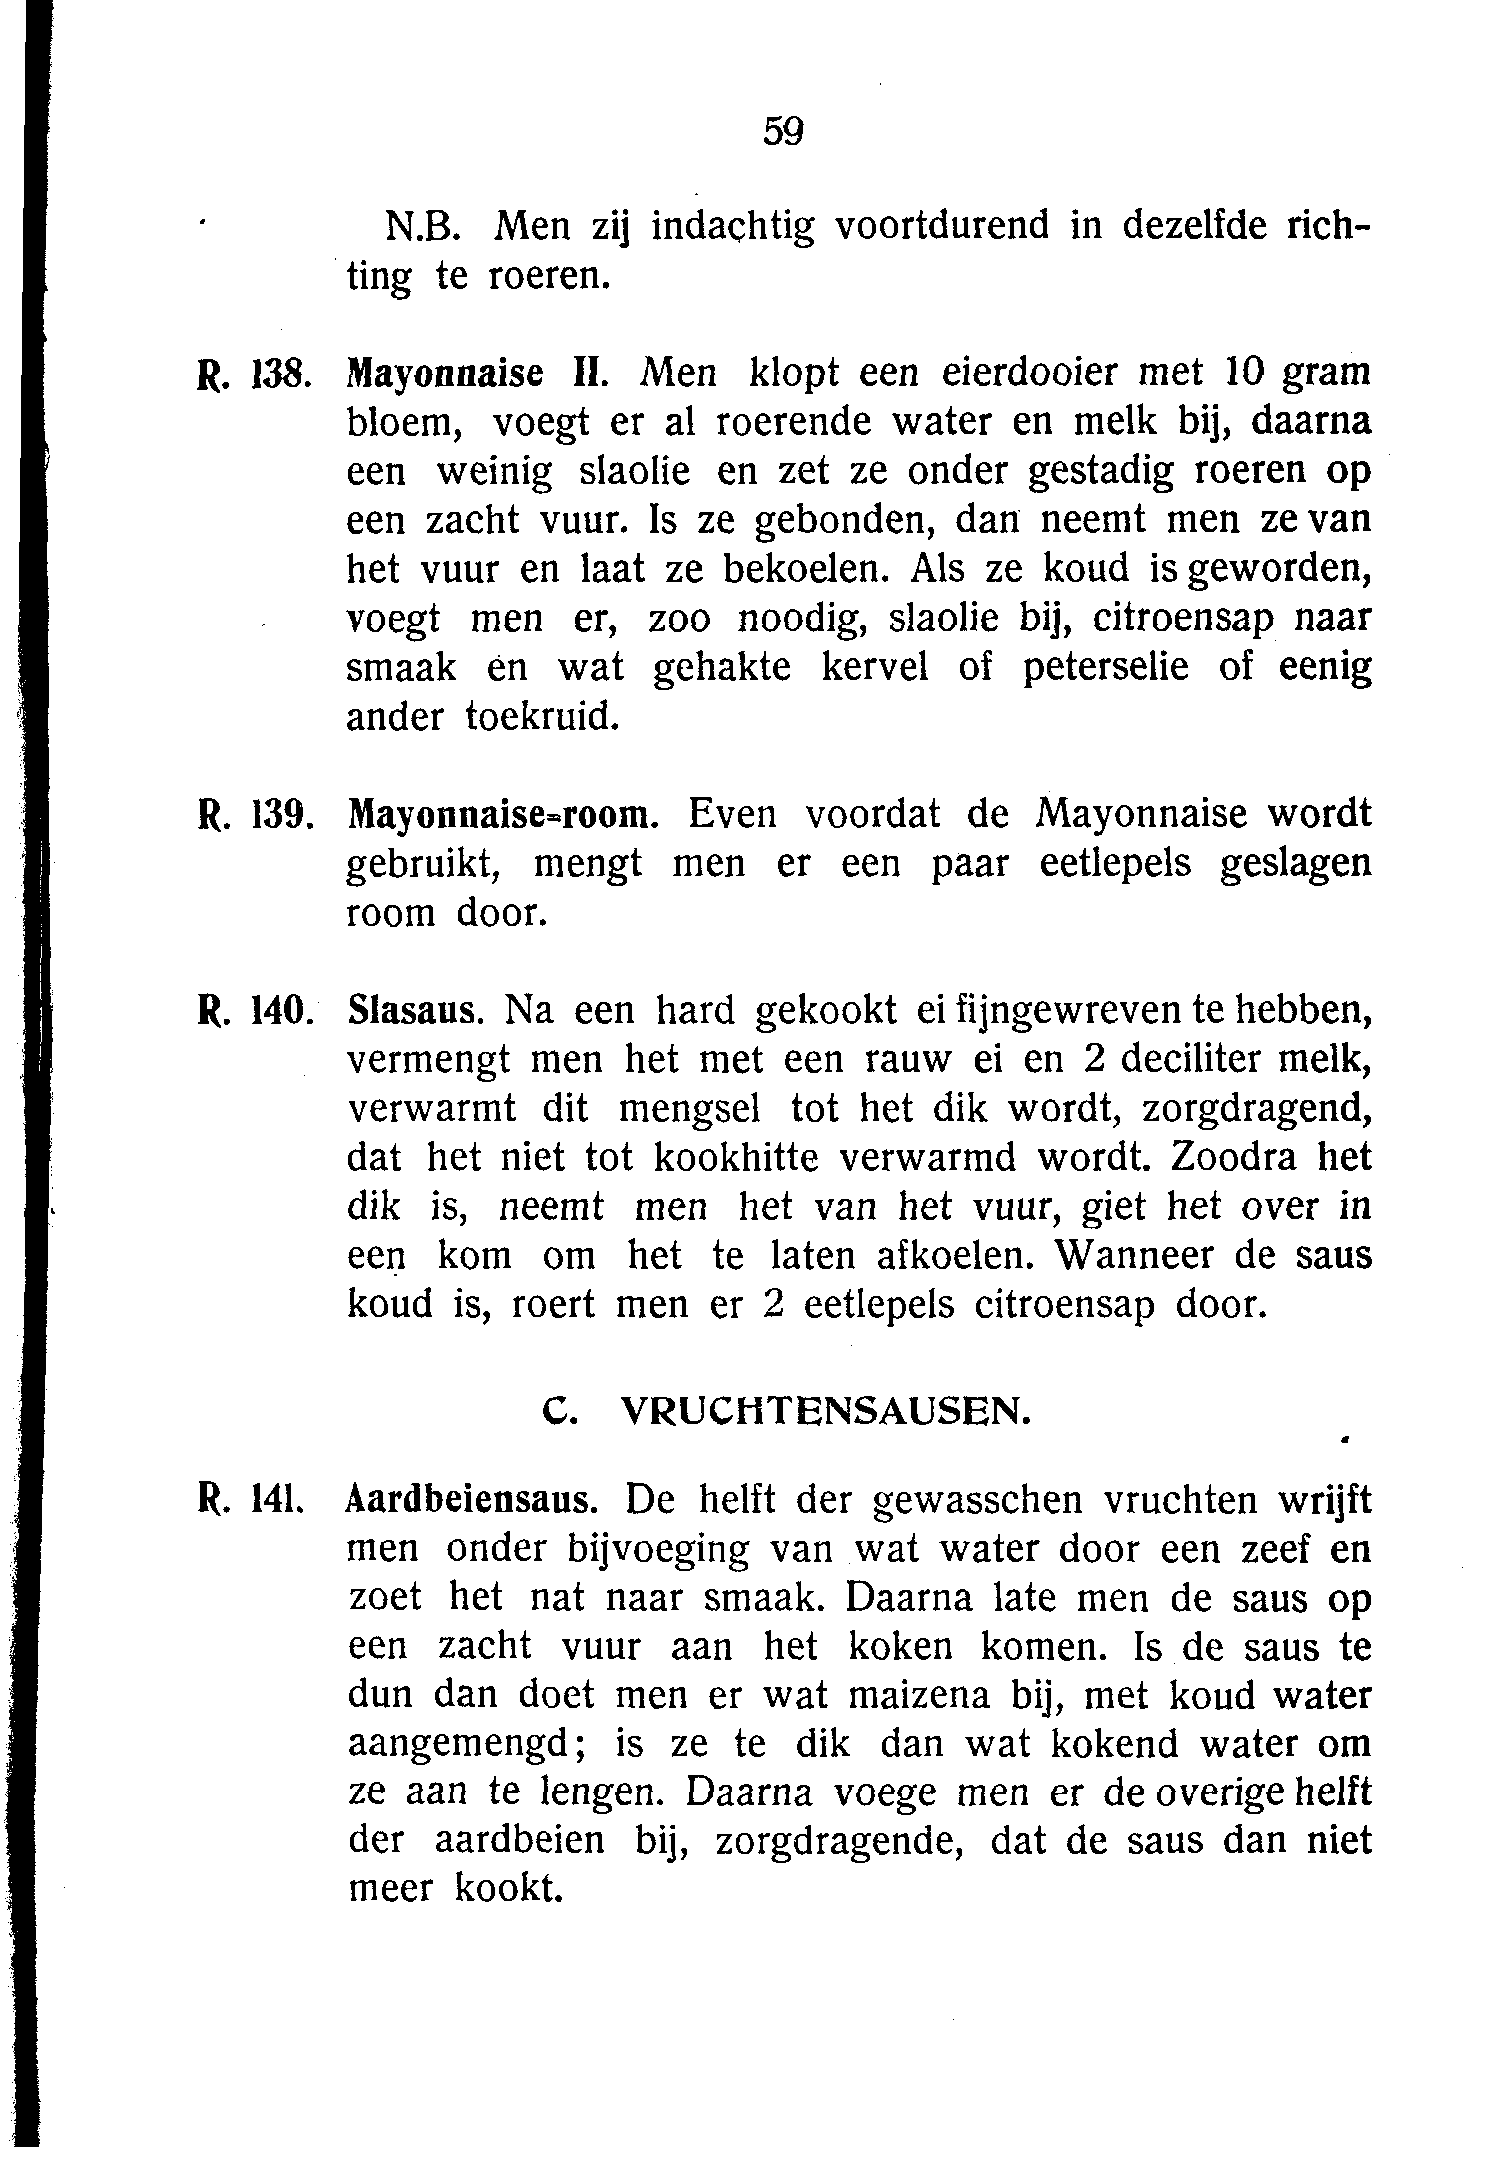 59
N.B. Men zij indachtig voortdurend in dezelfde rich-
ting te roeren.
R. 138. Mayonnaise II. Men klopt een eierdooier met 10 gram
bloem, voegt er al roerende water en melk bij, daarna
een weinig slaolie en zet ze onder gestadig roeren op
een zacht vuur. Is ze gebonden, dan neemt men ze van
het vuur en laat ze bekoelen. Als ze koud is geworden,
voegt men er, zoo noodig, slaolie bij, citroensap naar
smaak en wat gehakte kervel of peterselie of eenig
ander toekruid.
R. 139. Mayonnaise=room. Even voordat de Mayonnaise wordt
gebruikt, mengt men er een paar eetlepels geslagen
room door.
R. 140. Slasaus. Na een hard gekookt ei fijngewreven te hebben,
vermengt men het met een rauw ei en 2 deciliter melk,
verwarmt dit mengsel tot het dik wordt, zorgdragend,
dat het niet tot kookhitte verwarmd wordt. Zoodra het
dik is, neemt men het van het vuur, giet het over in
een kom om het te laten afkoelen. Wanneer de saus
koud is, roert men er 2 eetlepels citroensap door.
C. VRUCHTENSAUSEN.
R. 141. Aardbeiensaus. De helft der gewasschen vruchten wrijft
men onder bijvoeging van wat water door een zeef en
zoet het nat naar smaak. Daarna late men de saus op
een zacht vuur aan het koken komen. Is de saus te
dun dan doet men er wat maizena bij, met koud water
aangemengd; is ze te dik dan wat kokend water om
ze aan te lengen. Daarna voege men er de overige helft
der aardbeien bij, zorgdragende, dat de saus dan niet
meer kookt.